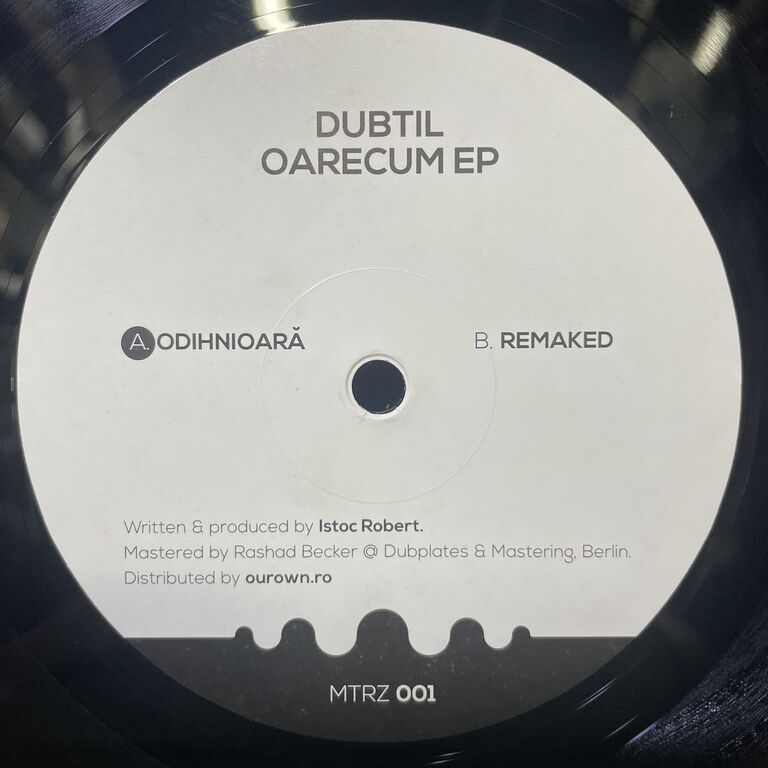 DUBTIL
OARECUM EP
A. ODIHNIOARĂ
B. REMAKED
Written & produced by Istoc Robert.
Mastered by Rashad Becker @ Dubplates & Mastering, Berlin.
Distributed by ourown.ro
MTRZ 001